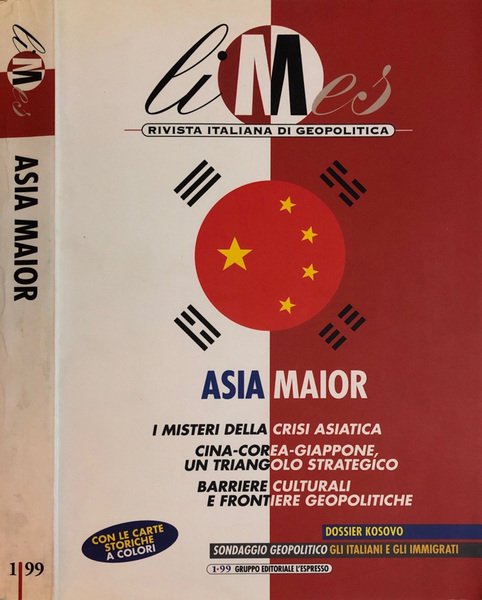 liMes
ASIA MAIOR
1 99
liMes
RIVISTA ITALIANA DI GEOPOLITICA
ASIA MAIOR
I MISTERI DELLA CRISI ASIATICA
CINA-COREA-GIAPPONE,
UN TRIANGOLO STRATEGICO
BARRIERE CULTURALI
E FRONTIERE GEOPOLITICHE
CON LE CARTE
STORICHE
A COLORI
DOSSIER KOSOVO
SONDAGGIO GEOPOLITICO GLI ITALIANI E GLI IMMIGRATI
1•99 GRUPPO EDITORIALE L'ESPRESSO